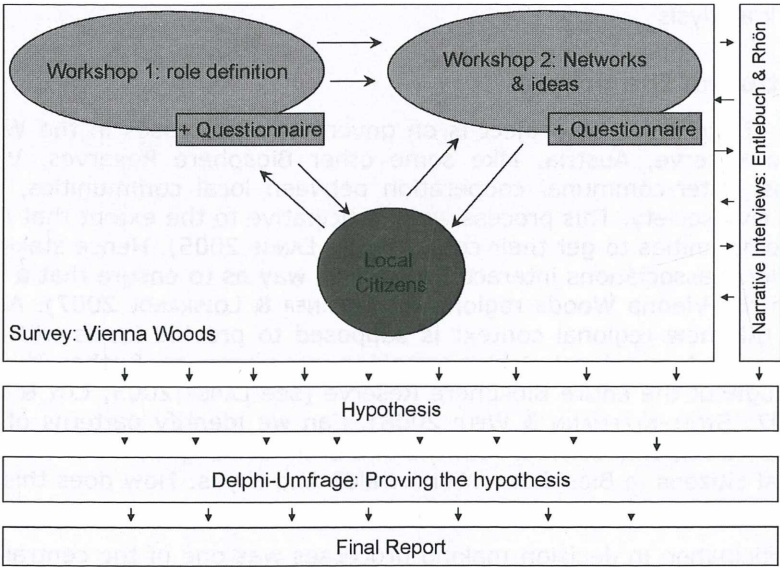 Workshop 1: role definition
+ Questionnaire
Workshop 2: Networks
& ideas
+ Questionnaire
Local
Citizens
Survey: Vienna Woods
Narrative Interviews: Entlebuch & Rhön
Hypothesis
Delphi-Umfrage: Proving the hypothesis
Final Report